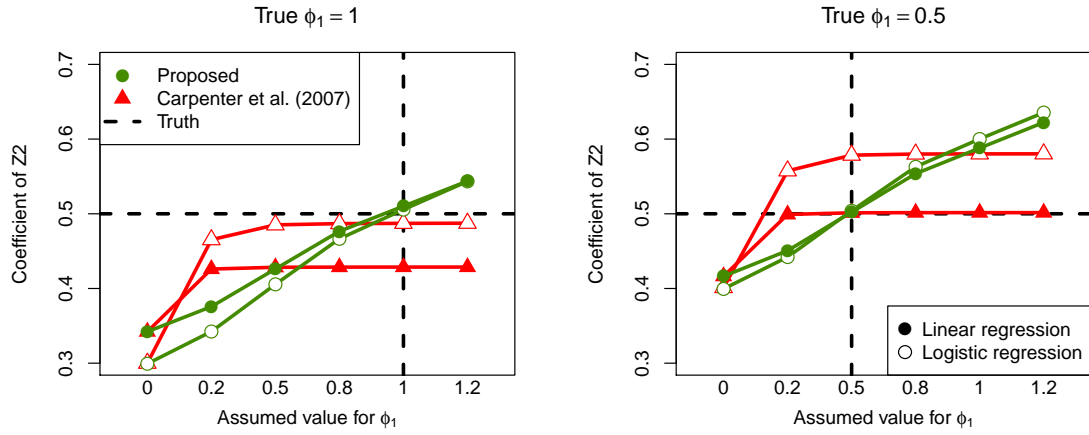 True ϕ1 = 1
Coefficient of Z2
0.7
0.6
0.5
0.4
0.3
Proposed
Carpenter et al. (2007)
Truth
0 0.2 0.5 0.8 1 1.2
Assumed value for ϕ1
True ϕ1 = 0.5
Coefficient of Z2
0.7
0.6
0.5
0.4
0.3
Linear regression
Logistic regression
0 0.2 0.5 0.8 1 1.2
Assumed value for ϕ1